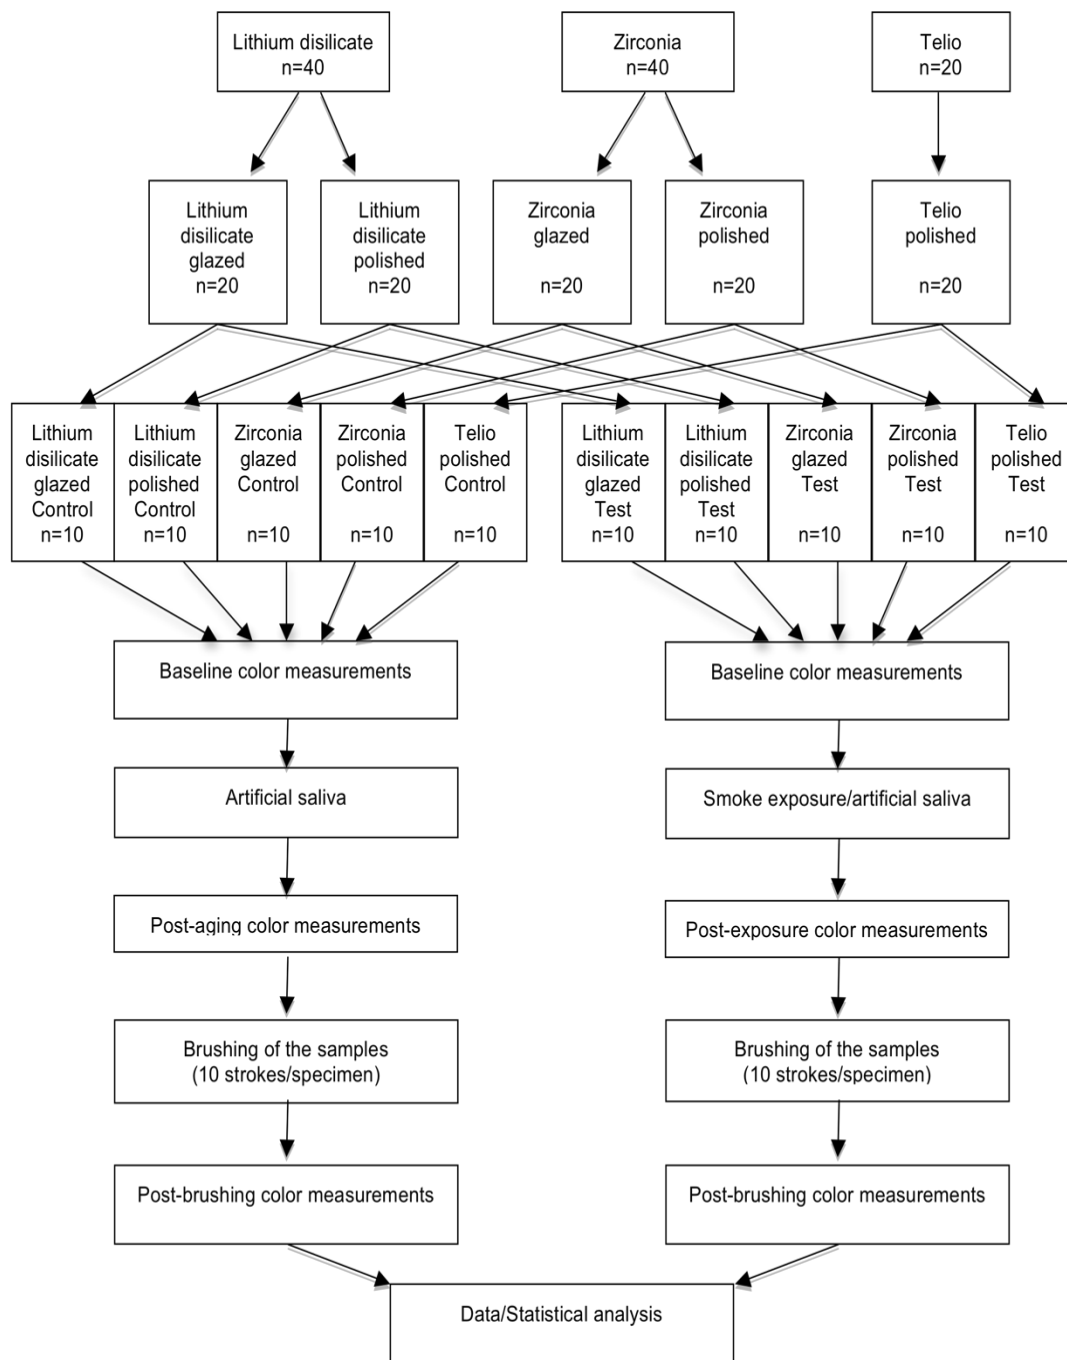 Lithium disilicate
n=40
Zirconia
n=40
Telio
n=20
Lithium
disilicate
glazed
n=20
Lithium
disilicate
polished
n=20
Zirconia
glazed
n=20
Zirconia
polished
n=20
Telio
polished
n=20
Lithium
disilicate
glazed
Control
n=10
Lithium
disilicate
polished
Control
n=10
Zirconia
glazed
Control
n=10
Zirconia
polished
Control
n=10
Telio
polished
Control
n=10
Lithium
disilicate
glazed
Test
n=10
Lithium
disilicate
polished
Test
n=10
Zirconia
glazed
Test
n=10
Zirconia
polished
Test
n=10
Telio
polished
Test
n=10
Baseline color measurements
Artificial saliva
Post-aging color measurements
Brushing of the samples
(10 strokes/specimen)
Post-brushing color measurements
Baseline color measurements
Smoke exposure/artificial saliva
Post-exposure color measurements
Brushing of the samples
(10 strokes/specimen)
Post-brushing color measurements
Data/Statistical analysis